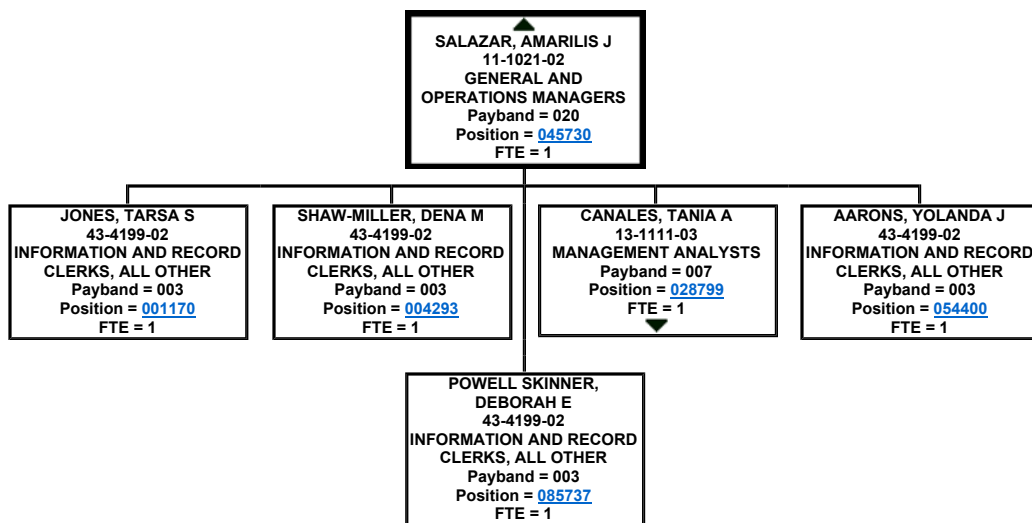 SALAZAR, AMARILIS J
11-1021-02
GENERAL AND
OPERATIONS MANAGERS
Payband = 020
Position = 045730
FTE = 1
JONES, TARSA S
43-4199-02
INFORMATION AND RECORD
CLERKS, ALL OTHER
Payband = 003
Position = 001170
FTE = 1
SHAW-MILLER, DENA M
43-4199-02
INFORMATION AND RECORD
CLERKS, ALL OTHER
Payband = 003
Position = 004293
FTE = 1
CANALES, TANIA A
13-1111-03
MANAGEMENT ANALYSTS
Payband = 007
Position = 028799
FTE = 1
AARONS, YOLANDA J
43-4199-02
INFORMATION AND RECORD
CLERKS, ALL OTHER
Payband = 003
Position = 054400
FTE = 1
POWELL SKINNER,
DEBORAH E
43-4199-02
INFORMATION AND RECORD
CLERKS, ALL OTHER
Payband = 003
Position = 085737
FTE = 1